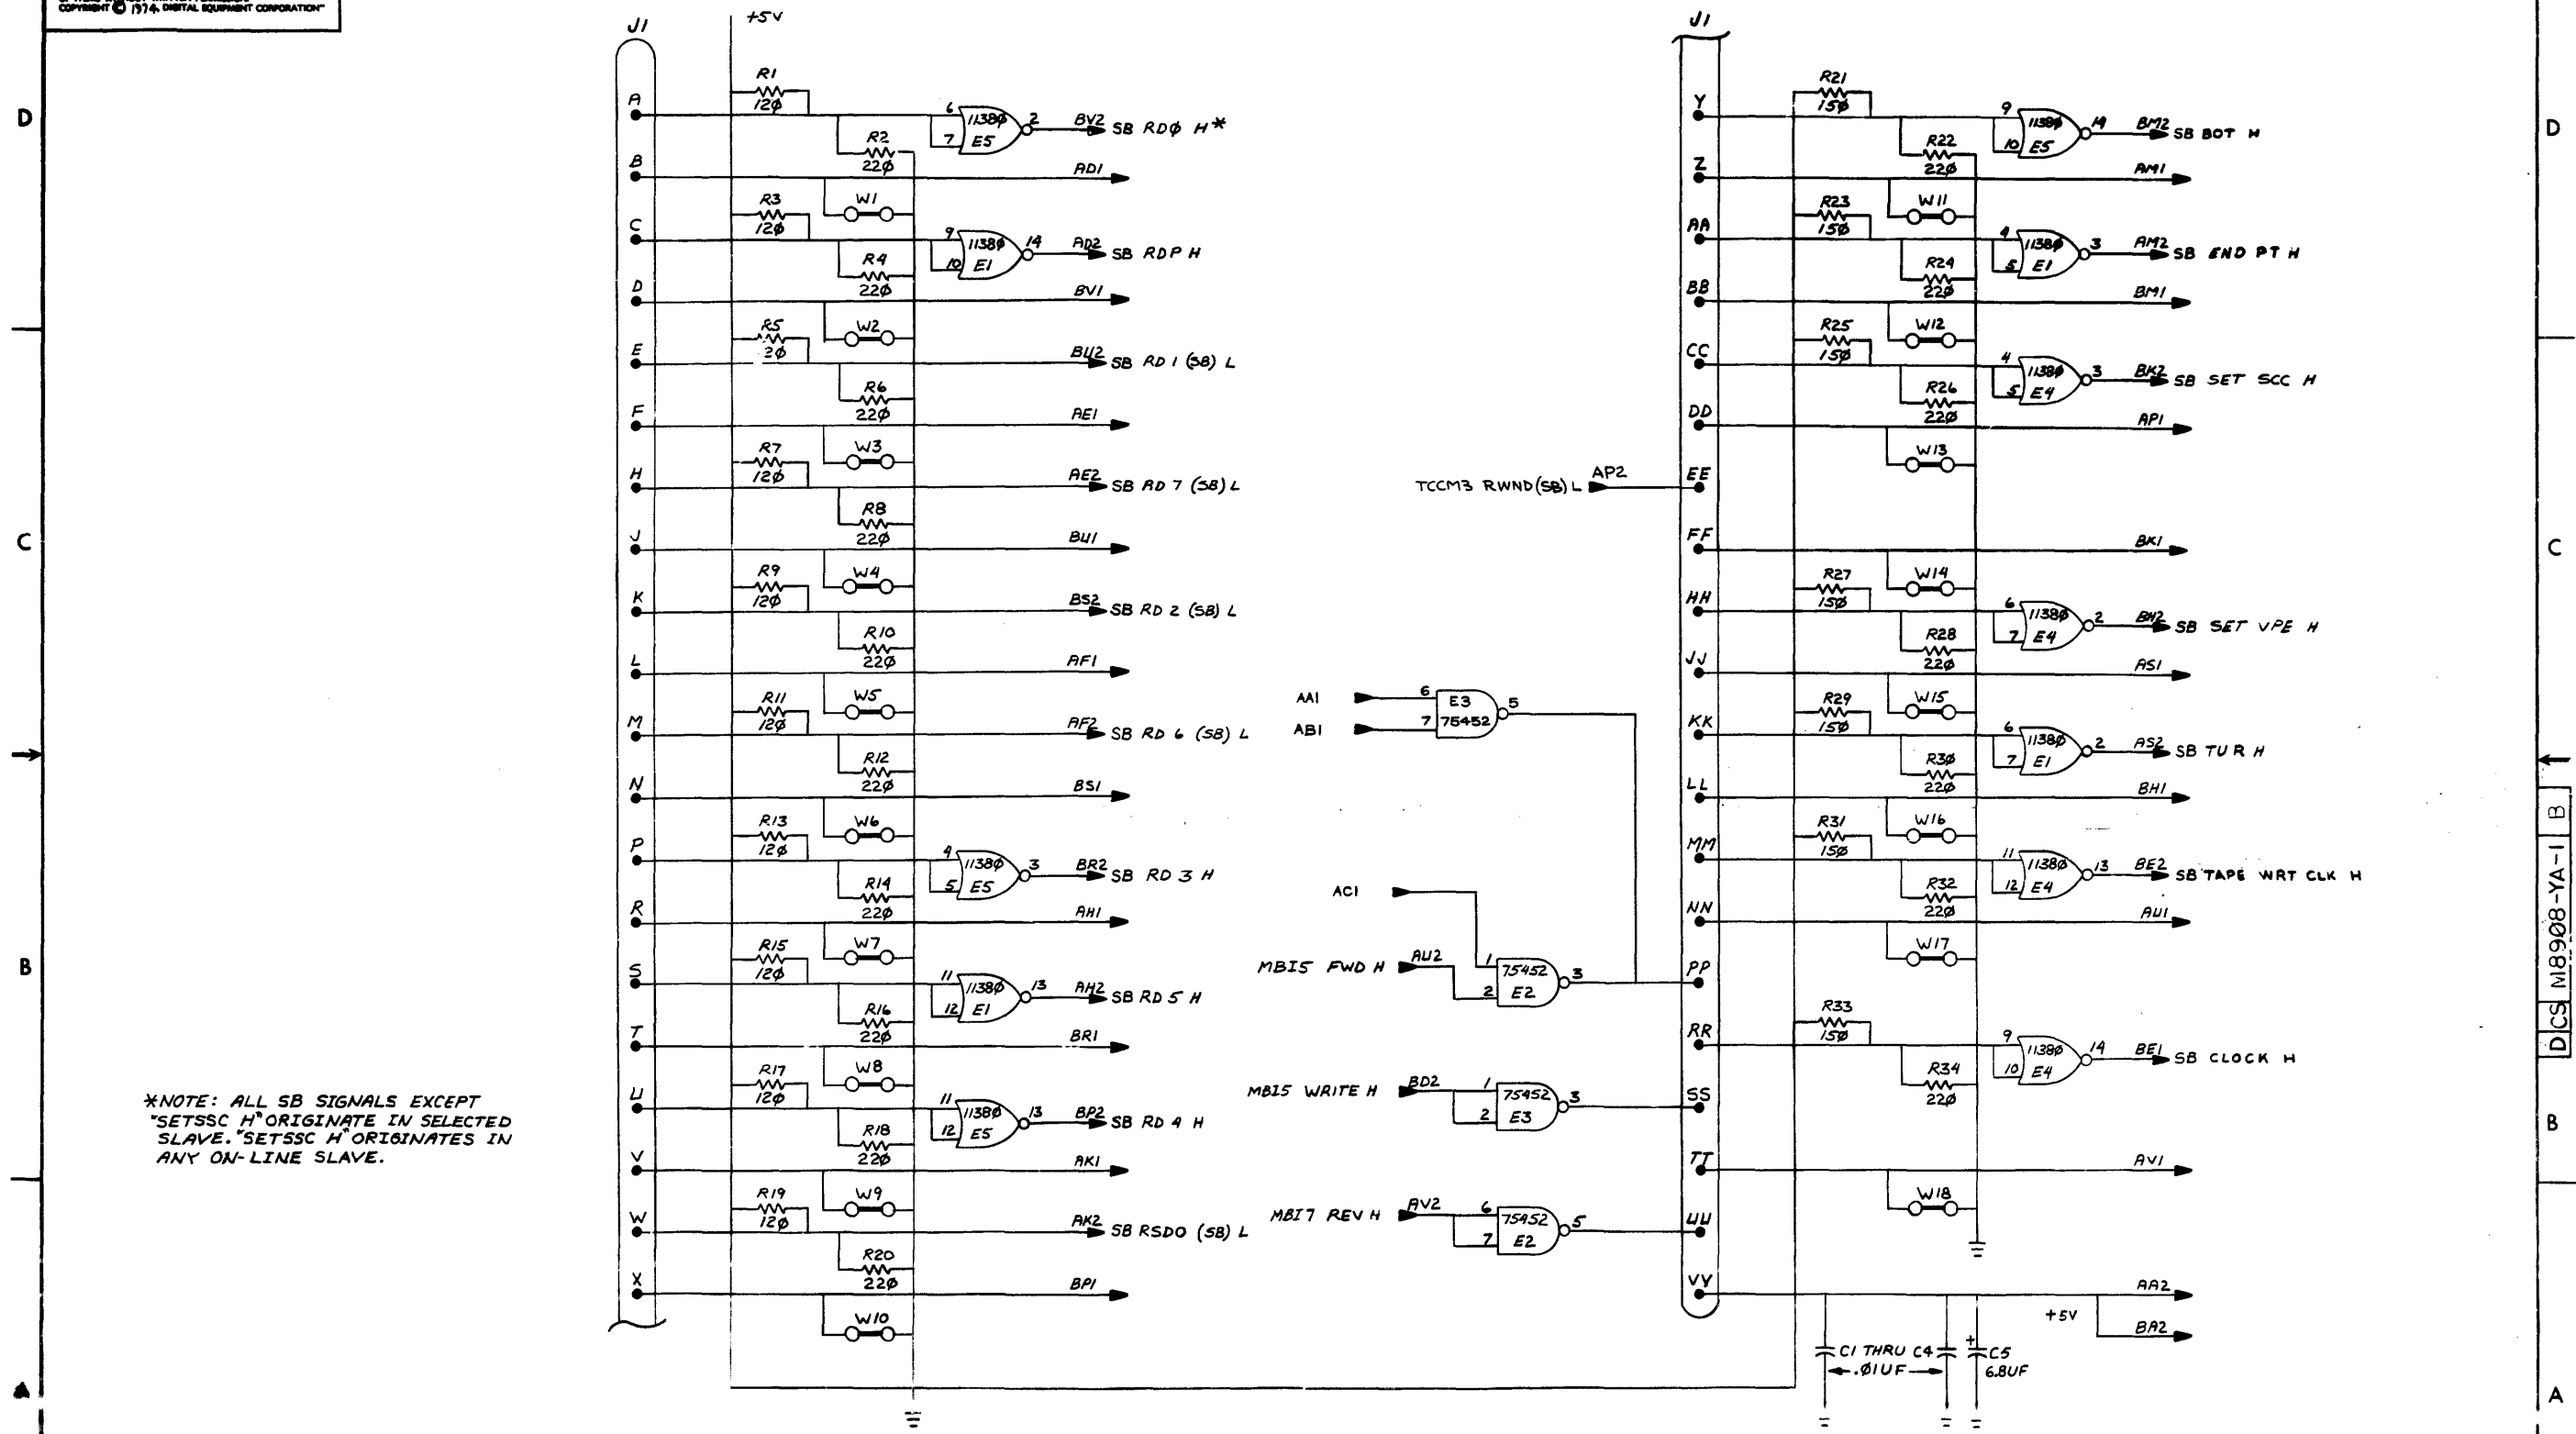 COPYRIGHT © 1974, DIGITAL EQUIPMENT CORPORATION"
D
C
B
A
*NOTE: ALL SB SIGNALS EXCEPT
"SETSSC H" ORIGINATE IN SELECTED
SLAVE. "SETSSC H" ORIGINATES IN
ANY ON-LINE SLAVE.
J1
+5V
A
R1
12Ø
6
7
1138Ø
E5
2
BV2
SB RDØ H*
R2
22Ø
B
AD1
W1
R3
12Ø
C
9
10
1138Ø
E1
14
AD2
SB RDP H
R4
22Ø
D
BV1
W2
R5
2Ø
E
BU2
SB RD 1 (SB) L
R6
22Ø
F
AE1
W3
R7
12Ø
H
AE2
SB RD 7 (SB) L
R8
22Ø
J
BU1
W4
R9
12Ø
K
BS2
SB RD 2 (SB) L
R10
22Ø
L
AF1
W5
R11
12Ø
M
AF2
SB RD 6 (SB) L
R12
22Ø
N
BS1
W6
R13
12Ø
P
4
5
1138Ø
E5
3
BR2
SB RD 3 H
R14
22Ø
R
AH1
W7
R15
12Ø
S
11
12
1138Ø
E1
13
AH2
SB RD 5 H
R16
22Ø
T
BR1
W8
R17
12Ø
U
11
12
1138Ø
E5
13
BP2
SB RD 4 H
R18
22Ø
V
AK1
W9
R19
12Ø
W
AK2
SB RSDO (SB) L
R20
22Ø
X
BP1
W10
TCCM3 RWND(SB) L
AP2
AA1
AB1
6
7
E3
75452
5
AC1
MBI5 FWD H
AU2
1
2
75452
E2
3
MBI5 WRITE H
BD2
1
2
75452
E3
3
MBI7 REV H
AV2
6
7
75452
E2
5
J1
Y
R21
15Ø
9
10
1138Ø
E5
14
BM2
SB BOT H
R22
22Ø
Z
AM1
W11
R23
15Ø
AA
4
5
1138Ø
E1
3
AM2
SB END PT H
R24
22Ø
BB
BM1
W12
R25
15Ø
CC
4
5
1138Ø
E4
3
BK2
SB SET SCC H
R26
22Ø
DD
AP1
W13
EE
FF
BK1
W14
R27
15Ø
HH
6
7
1138Ø
E4
2
BH2
SB SET VPE H
R28
22Ø
JJ
AS1
W15
R29
15Ø
KK
6
7
1138Ø
E1
2
AS2
SB TUR H
R3Ø
22Ø
LL
BH1
W16
R31
15Ø
MM
11
12
1138Ø
E4
13
BE2
SB TAPE WRT CLK H
R32
22Ø
NN
AU1
W17
PP
R33
15Ø
RR
9
10
1138Ø
E4
14
BE1
SB CLOCK H
R34
22Ø
SS
TT
AV1
W18
UU
VV
AA2
+5V
BA2
C1 THRU C4
.Ø1UF
+
C5
6.8UF
D
C
B
A
D CS M8908-YA-1 B